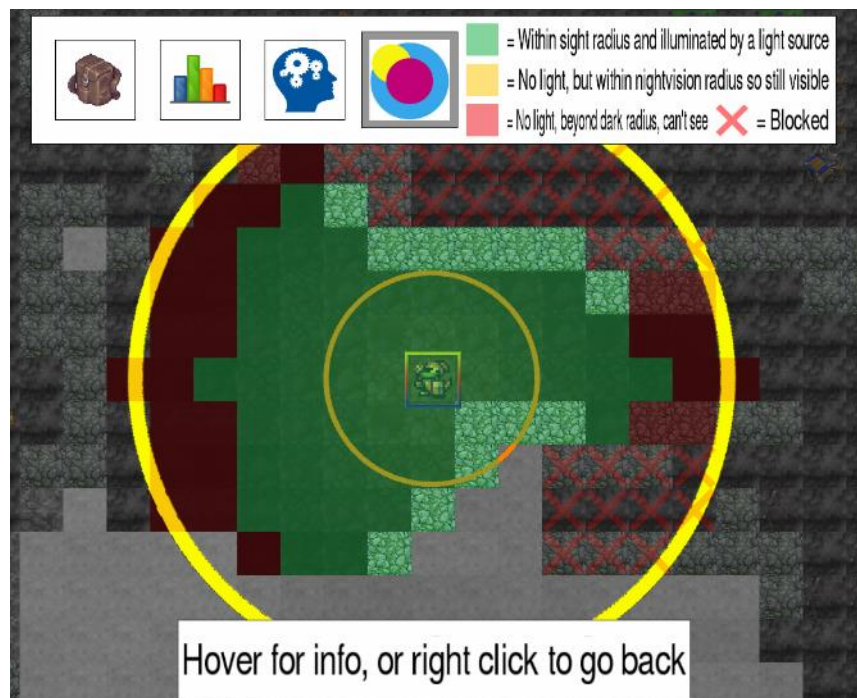 = Within sight radius and illuminated by a light source
= No light, but within nightvision radius so still visible
= No light, beyond dark radius, can't see = Blocked
Hover for info, or right click to go back